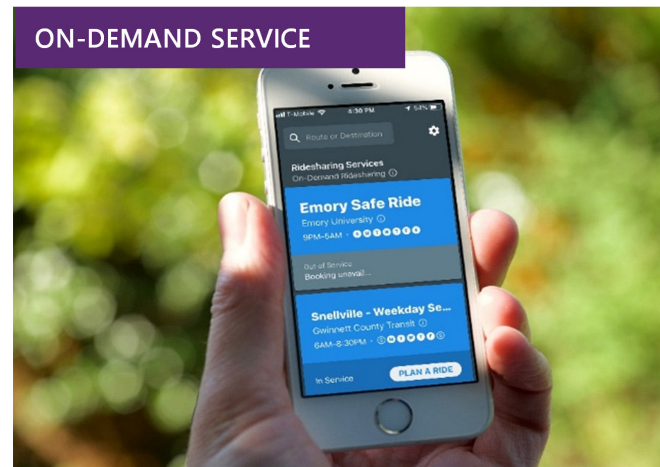 ON-DEMAND SERVICE
T-Mobile 4:30 PM 54%
Route or Destination
Ridesharing Services
On-Demand Ridesharing
Emory Safe Ride
Emory University
9PM-5AM · S M T W T F S
Out of Service
Booking unavail...
Snellville - Weekday Se...
Gwinnett County Transit
6AM-8:30PM · S M T W T F S
In Service PLAN A RIDE